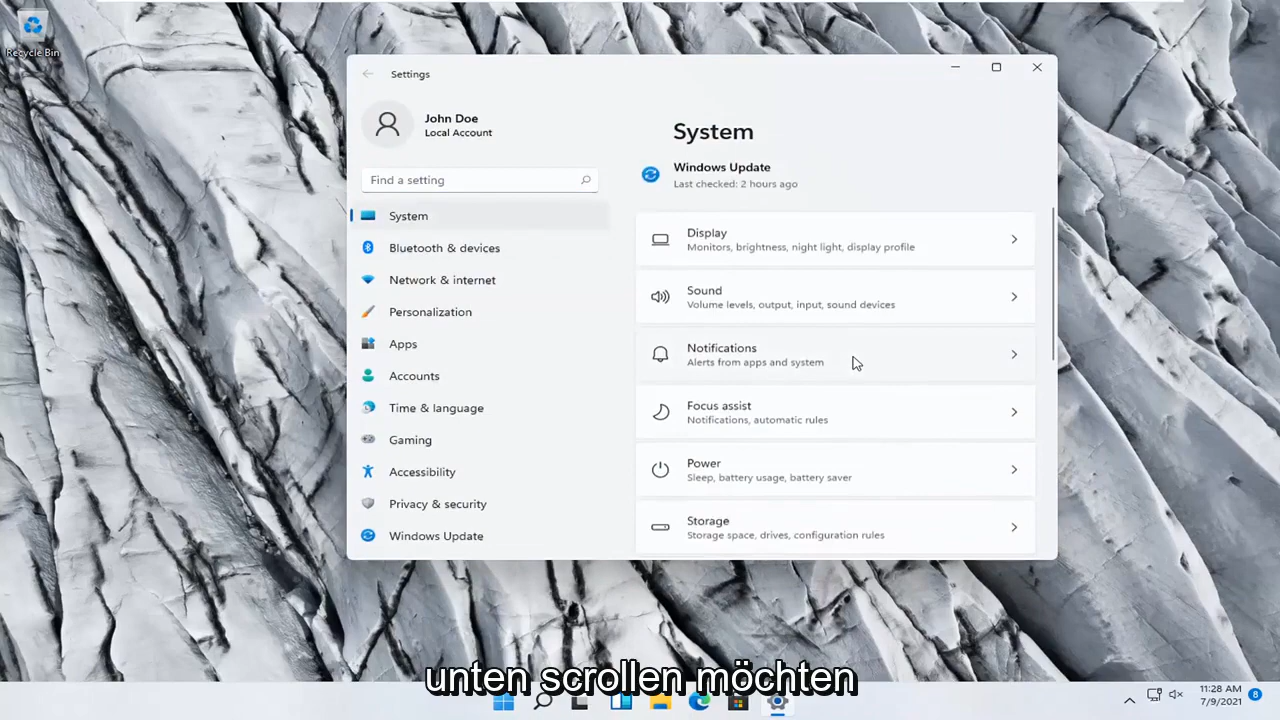 Recycle Bin
Settings
John Doe
Local Account
Find a setting
System
Bluetooth & devices
Network & internet
Personalization
Apps
Accounts
Time & language
Gaming
Accessibility
Privacy & security
Windows Update
System
Windows Update
Last checked: 2 hours ago
Display
Monitors, brightness, night light, display profile
Sound
Volume levels, output, input, sound devices
Notifications
Alerts from apps and system
Focus assist
Notifications, automatic rules
Power
Sleep, battery usage, battery saver
Storage
Storage space, drives, configuration rules
unten scrollen möchten
11:28 AM
7/9/2021
8